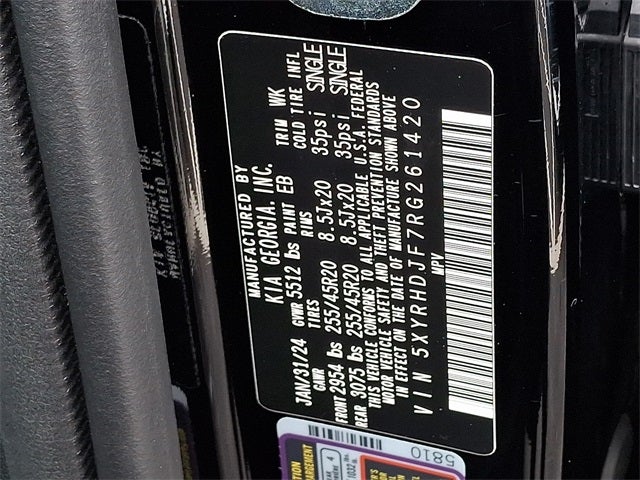 MANUFACTURED BY
KIA GEORGIA, INC.
JAN/31/24 GVWR 5512 lbs PAINT EB TRIM WK
GAWR TIRES RIMS COLD TIRE INFL
FRONT 2954 lbs 255/45R20 8.5Jx20 35psi SINGLE
REAR 3075 lbs 255/45R20 8.5Jx20 35psi SINGLE
THIS VEHICLE CONFORMS TO ALL APPLICABLE U.S.A. FEDERAL
MOTOR VEHICLE SAFETY AND THEFT PREVENTION STANDARDS
IN EFFECT ON THE DATE OF MANUFACTURE SHOWN ABOVE
VIN 5XYRHDJF7RG261420
MPV
5810